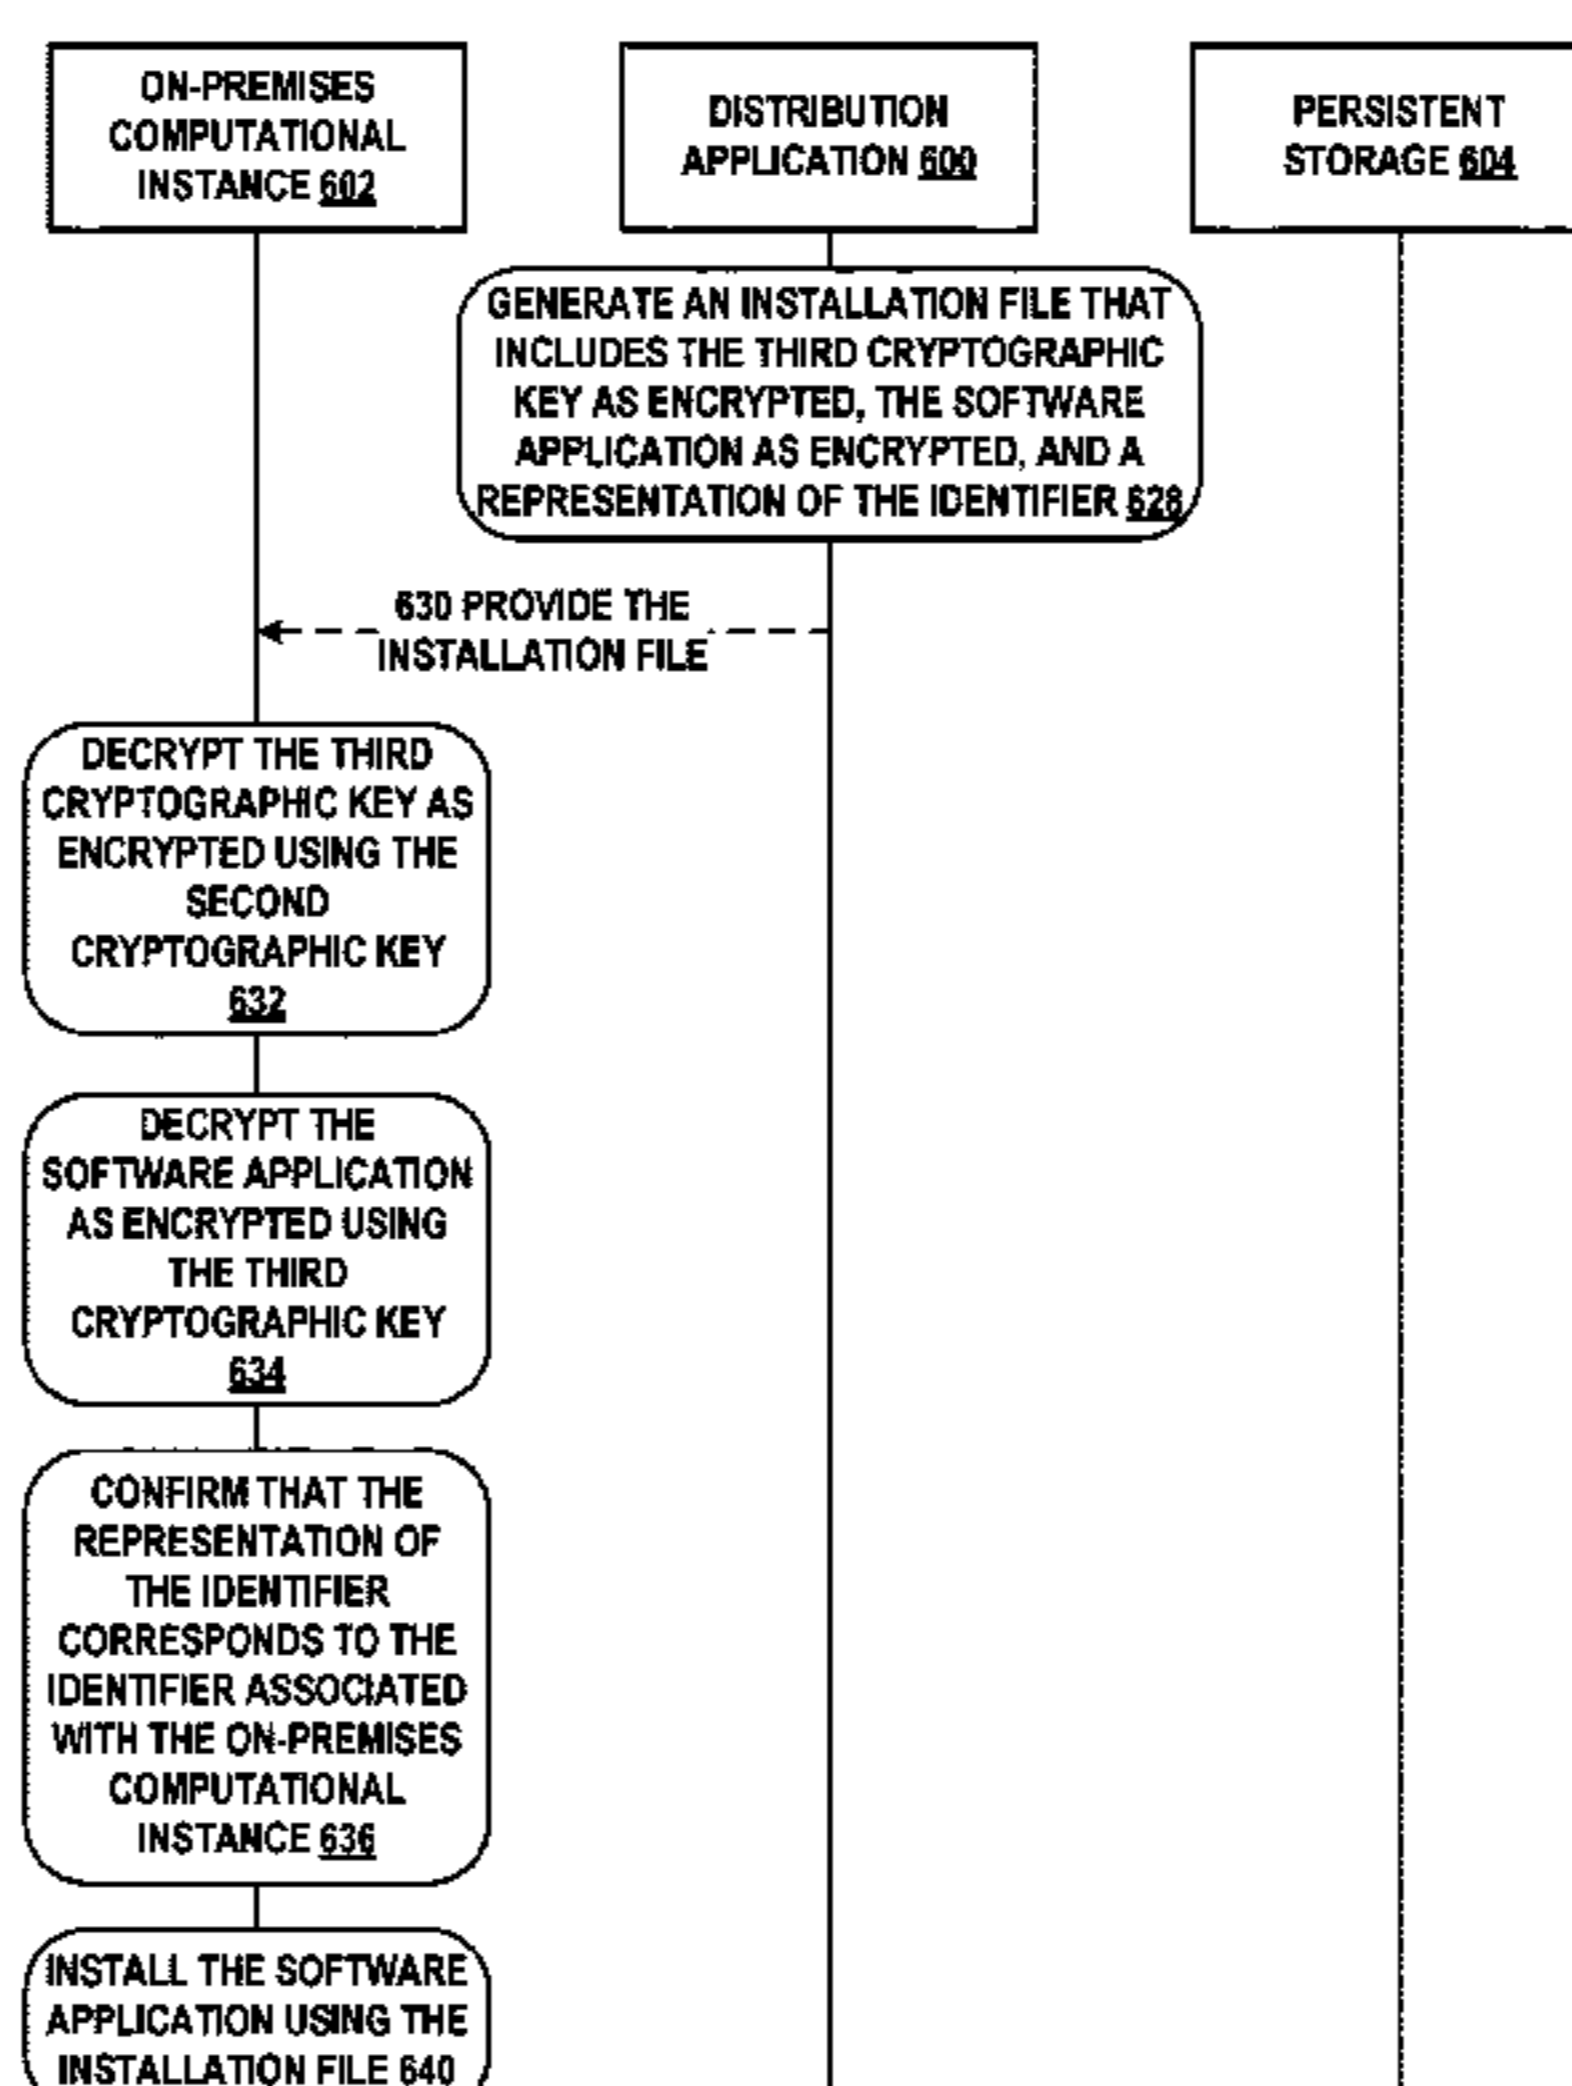 ON-PREMISES
COMPUTATIONAL
INSTANCE 602
DISTRIBUTION
APPLICATION 600
PERSISTENT
STORAGE 604
GENERATE AN INSTALLATION FILE THAT
INCLUDES THE THIRD CRYPTOGRAPHIC
KEY AS ENCRYPTED, THE SOFTWARE
APPLICATION AS ENCRYPTED, AND A
REPRESENTATION OF THE IDENTIFIER 628
630 PROVIDE THE
INSTALLATION FILE
DECRYPT THE THIRD
CRYPTOGRAPHIC KEY AS
ENCRYPTED USING THE
SECOND
CRYPTOGRAPHIC KEY
632
DECRYPT THE
SOFTWARE APPLICATION
AS ENCRYPTED USING
THE THIRD
CRYPTOGRAPHIC KEY
634
CONFIRM THAT THE
REPRESENTATION OF
THE IDENTIFIER
CORRESPONDS TO THE
IDENTIFIER ASSOCIATED
WITH THE ON-PREMISES
COMPUTATIONAL
INSTANCE 636
INSTALL THE SOFTWARE
APPLICATION USING THE
INSTALLATION FILE 640